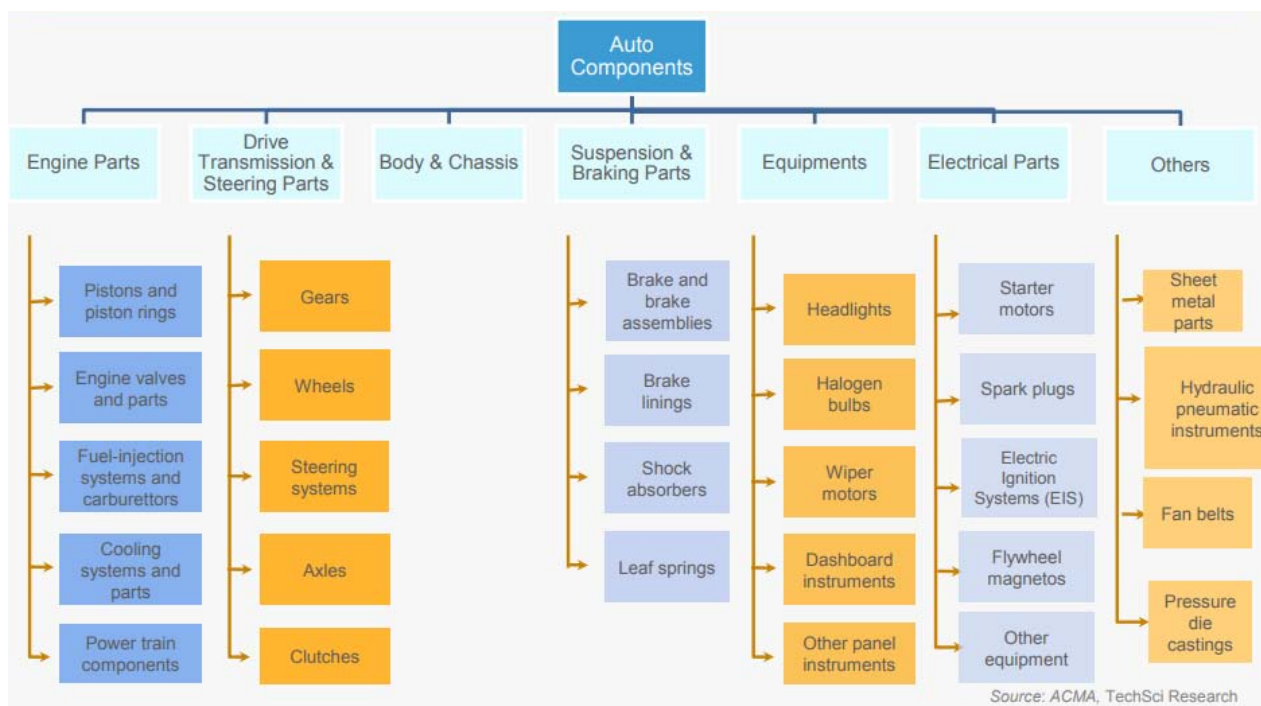 Auto
Components
Engine Parts
Drive
Transmission &
Steering Parts
Body & Chassis
Suspension &
Braking Parts
Equipments
Electrical Parts
Others
Pistons and
piston rings
Engine valves
and parts
Fuel-injection
systems and
carburettors
Cooling
systems and
parts
Power train
components
Gears
Wheels
Steering
systems
Axles
Clutches
Brake and
brake
assemblies
Brake
linings
Shock
absorbers
Leaf springs
Headlights
Halogen
bulbs
Wiper
motors
Dashboard
instruments
Other panel
instruments
Starter
motors
Spark plugs
Electric
Ignition
Systems (EIS)
Flywheel
magnetos
Other
equipment
Sheet
metal
parts
Hydraulic
pneumatic
instruments
Fan belts
Pressure
die
castings
Source: ACMA, TechSci Research